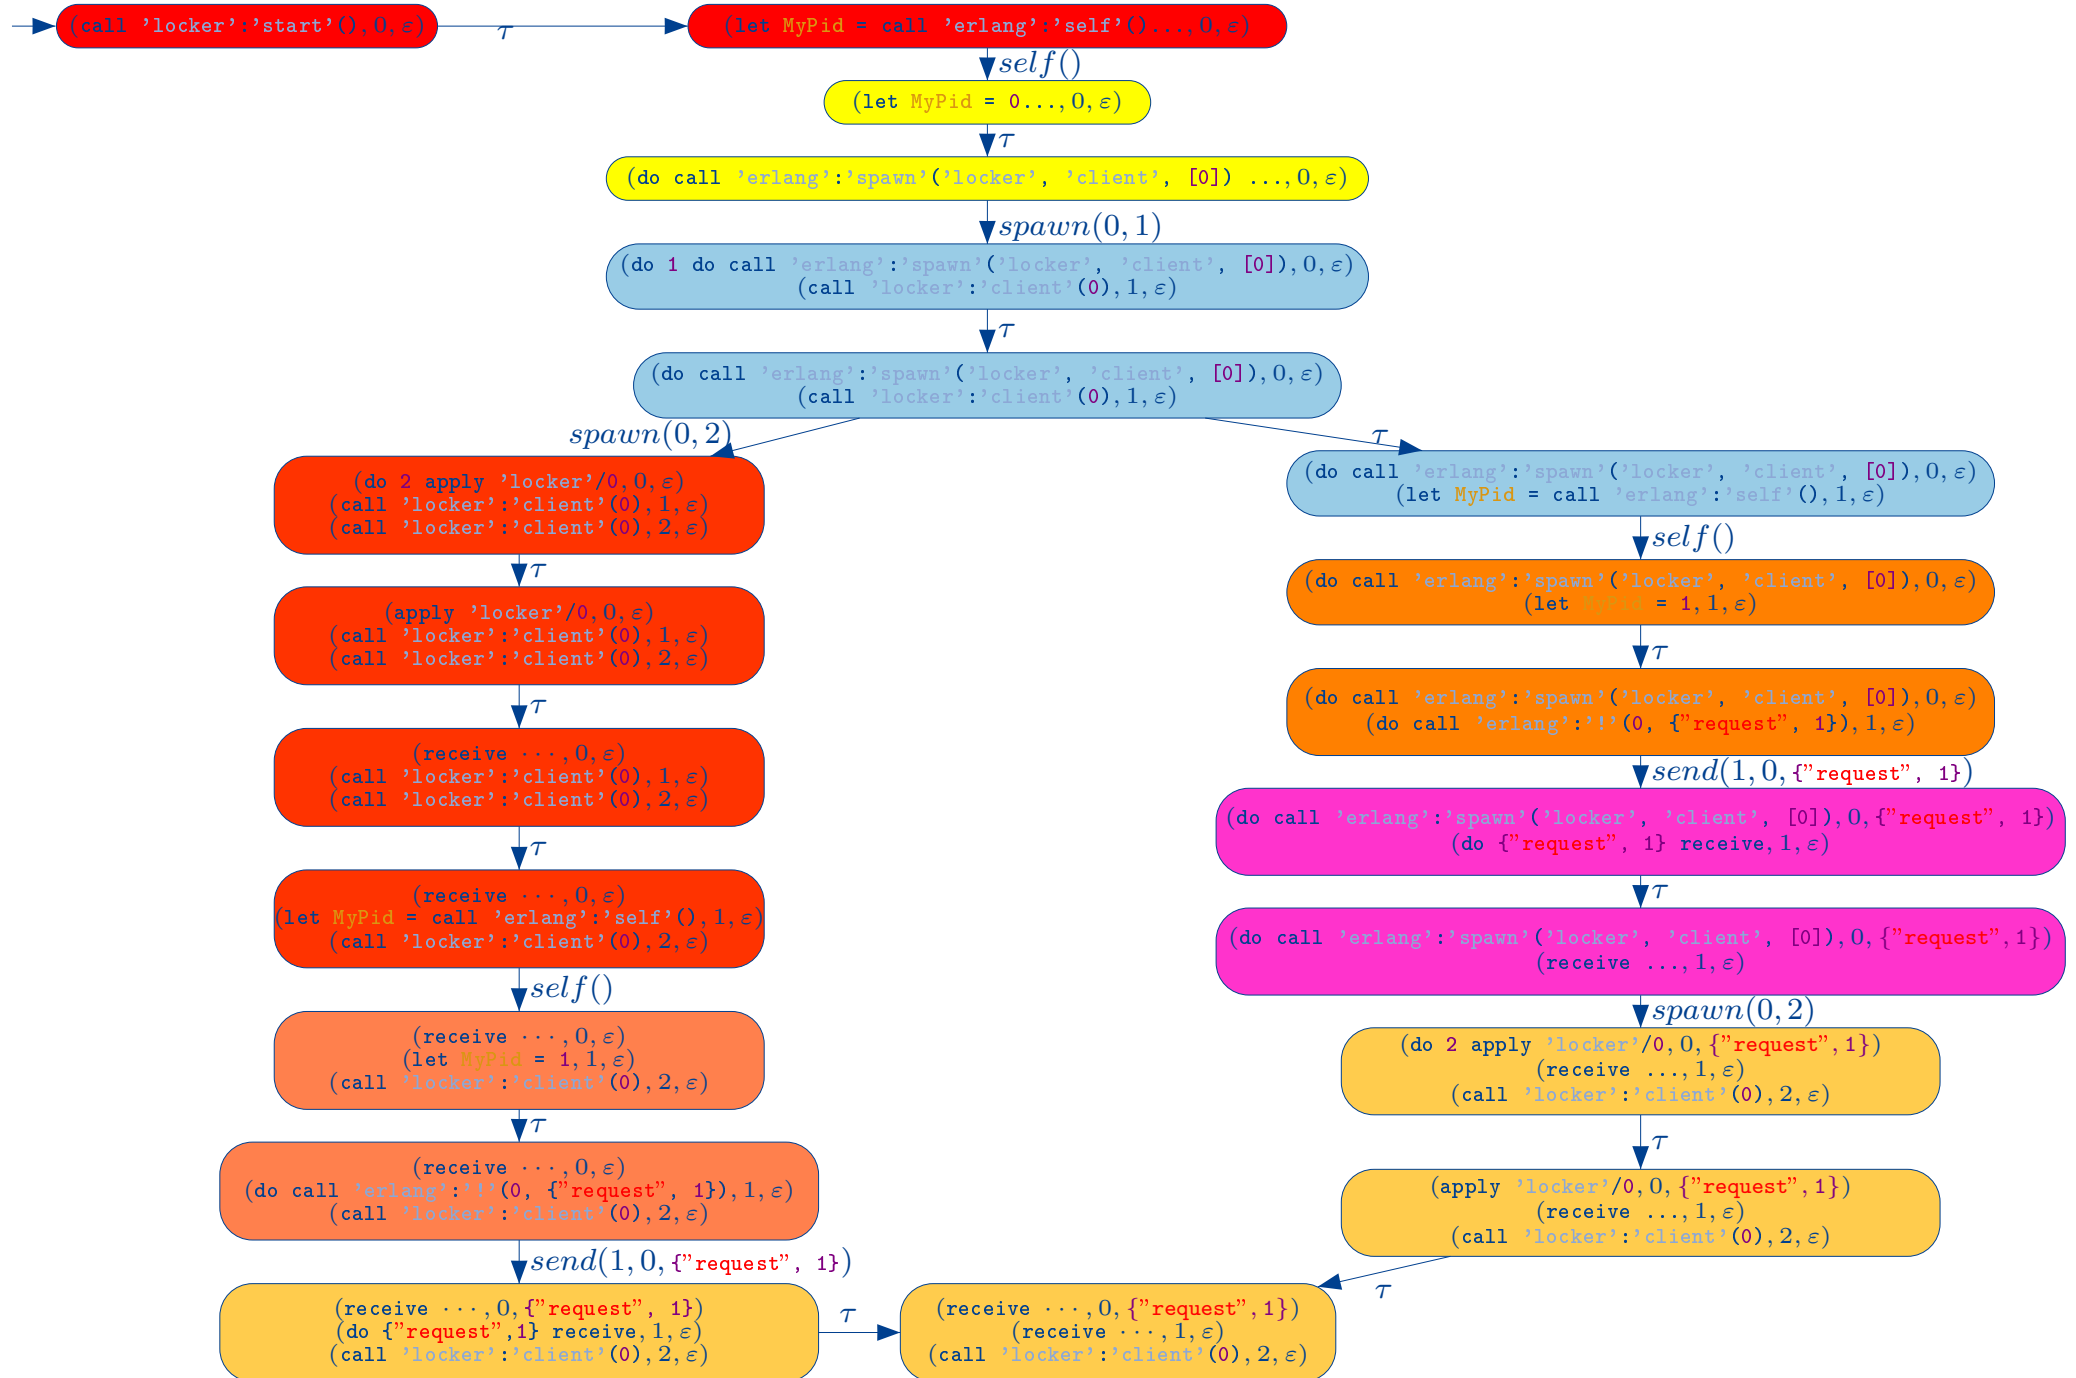 (call 'locker':'start'(), 0, ε)
τ
(let MyPid = call 'erlang':'self'()..., 0, ε)
self()
(let MyPid = 0..., 0, ε)
τ
(do call 'erlang':'spawn'('locker', 'client', [0]) ..., 0, ε)
spawn(0, 1)
(do 1 do call 'erlang':'spawn'('locker', 'client', [0]), 0, ε)
(call 'locker':'client'(0), 1, ε)
τ
(do call 'erlang':'spawn'('locker', 'client', [0]), 0, ε)
(call 'locker':'client'(0), 1, ε)
spawn(0, 2)
(do 2 apply 'locker'/0, 0, ε)
(call 'locker':'client'(0), 1, ε)
(call 'locker':'client'(0), 2, ε)
τ
(apply 'locker'/0, 0, ε)
(call 'locker':'client'(0), 1, ε)
(call 'locker':'client'(0), 2, ε)
τ
(receive ···, 0, ε)
(call 'locker':'client'(0), 1, ε)
(call 'locker':'client'(0), 2, ε)
τ
(receive ···, 0, ε)
(let MyPid = call 'erlang':'self'(), 1, ε)
(call 'locker':'client'(0), 2, ε)
self()
(receive ···, 0, ε)
(let MyPid = 1, 1, ε)
(call 'locker':'client'(0), 2, ε)
τ
(receive ···, 0, ε)
(do call 'erlang':'!'(0, {"request", 1}), 1, ε)
(call 'locker':'client'(0), 2, ε)
send(1, 0, {"request", 1})
(receive ···, 0, {"request", 1})
(do {"request",1} receive, 1, ε)
(call 'locker':'client'(0), 2, ε)
τ
τ
(do call 'erlang':'spawn'('locker', 'client', [0]), 0, ε)
(let MyPid = call 'erlang':'self'(), 1, ε)
self()
(do call 'erlang':'spawn'('locker', 'client', [0]), 0, ε)
(let MyPid = 1, 1, ε)
τ
(do call 'erlang':'spawn'('locker', 'client', [0]), 0, ε)
(do call 'erlang':'!'(0, {"request", 1}), 1, ε)
send(1, 0, {"request", 1})
(do call 'erlang':'spawn'('locker', 'client', [0]), 0, {"request", 1})
(do {"request", 1} receive, 1, ε)
τ
(do call 'erlang':'spawn'('locker', 'client', [0]), 0, {"request", 1})
(receive ..., 1, ε)
spawn(0, 2)
(do 2 apply 'locker'/0, 0, {"request", 1})
(receive ..., 1, ε)
(call 'locker':'client'(0), 2, ε)
τ
(apply 'locker'/0, 0, {"request", 1})
(receive ..., 1, ε)
(call 'locker':'client'(0), 2, ε)
τ
(receive ···, 0, {"request", 1})
(receive ···, 1, ε)
(call 'locker':'client'(0), 2, ε)